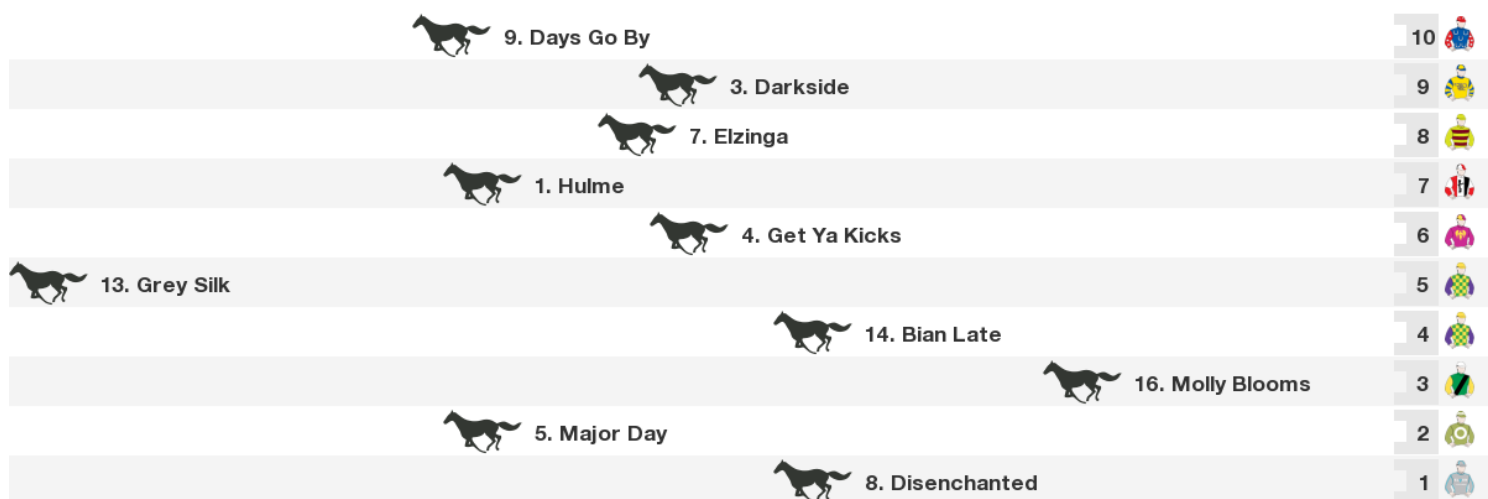 9. Days Go By 10
3. Darkside 9
7. Elzinga 8
1. Hulme 7
4. Get Ya Kicks 6
13. Grey Silk 5
14. Bian Late 4
16. Molly Blooms 3
5. Major Day 2
8. Disenchanted 1